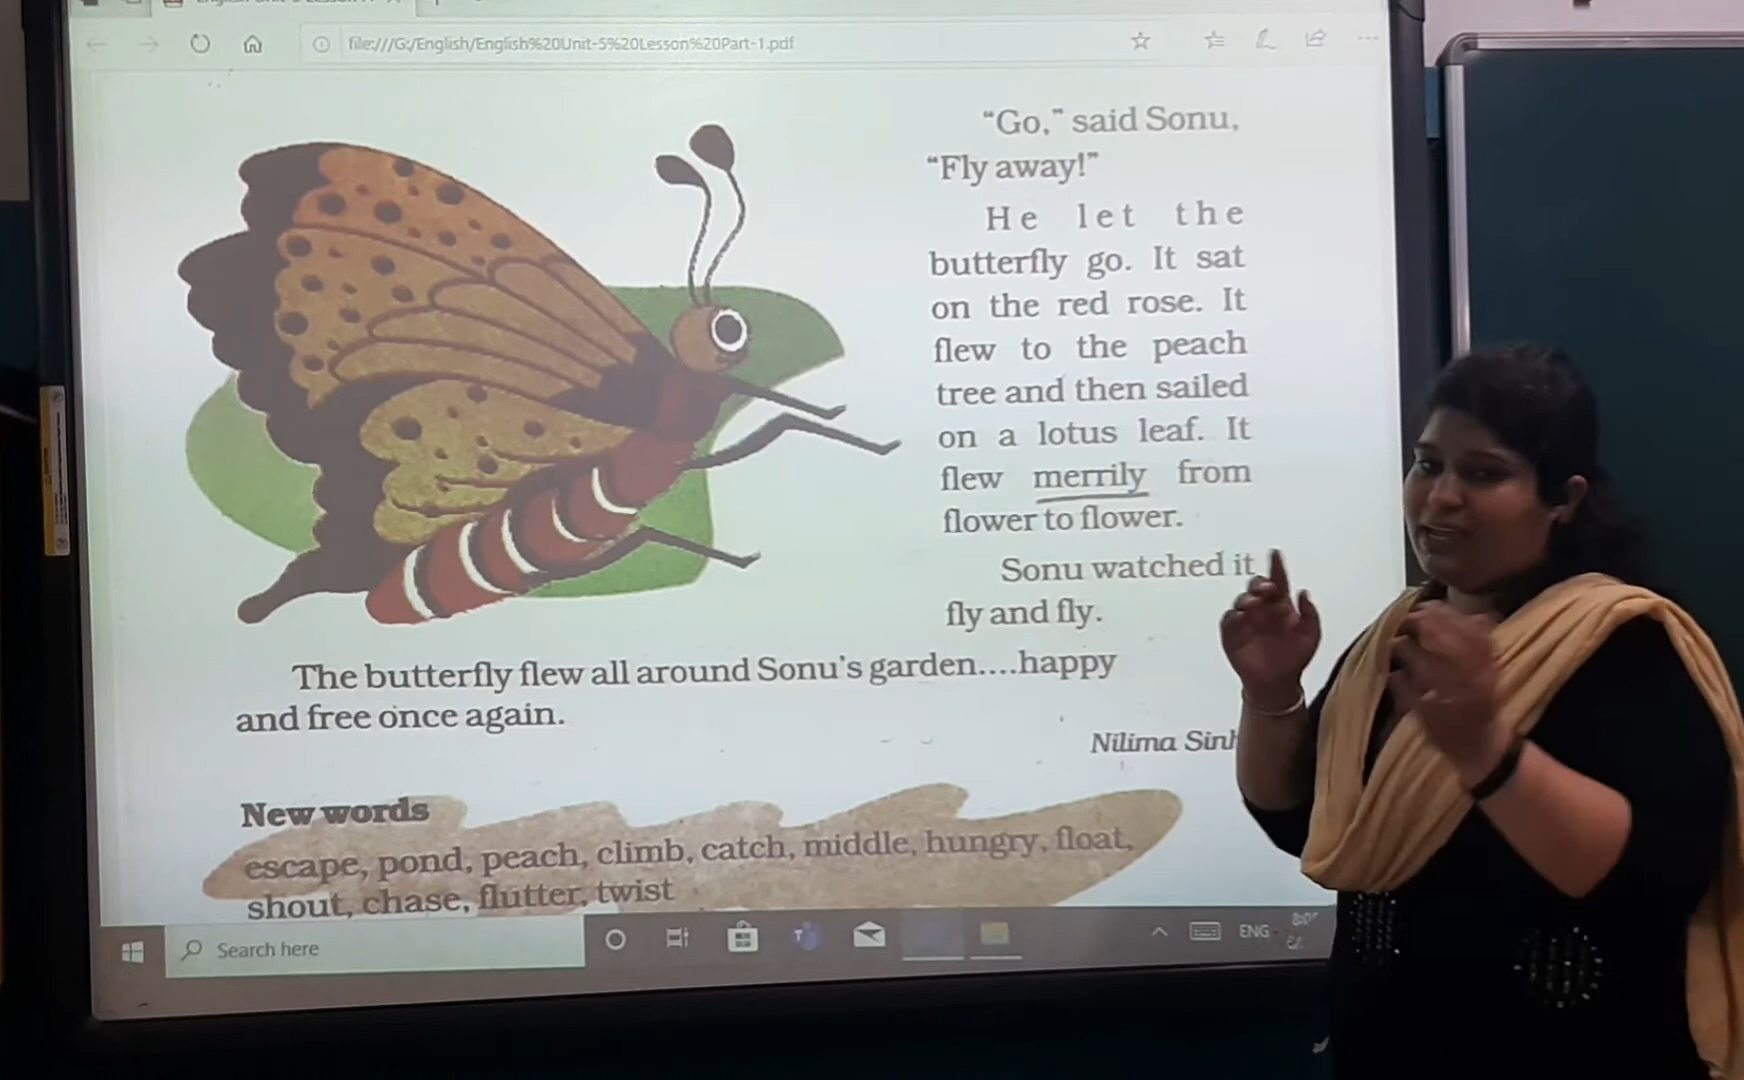 file:///G:/English/English%20Unit-5%20Lesson%20Part-1.pdf
“Go,” said Sonu,
“Fly away!”
He let the
butterfly go. It sat
on the red rose. It
flew to the peach
tree and then sailed
on a lotus leaf. It
flew merrily from
flower to flower.
Sonu watched it
fly and fly.
The butterfly flew all around Sonu's garden....happy
and free once again.
Nilima
New words
escape, pond, peach, climb, catch, middle, hungry, float,
shout, chase, flutter, twist
Search here
ENG